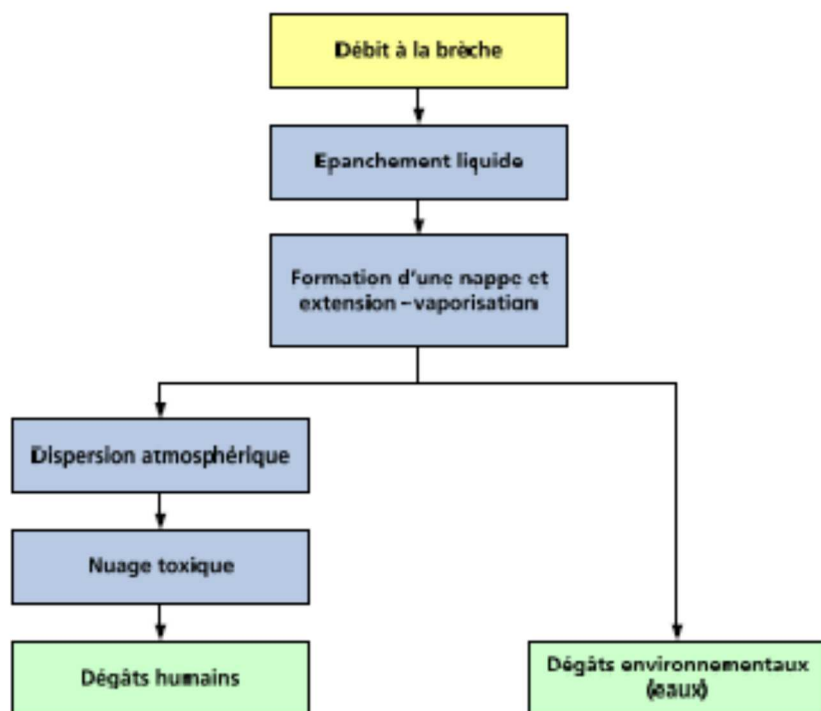 Débit à la brèche
Epanchement liquide
Formation d'une nappe et
extension – vaporisation
Dispersion atmosphérique
Nuage toxique
Dégâts humains
Dégâts environnementaux
(eaux)